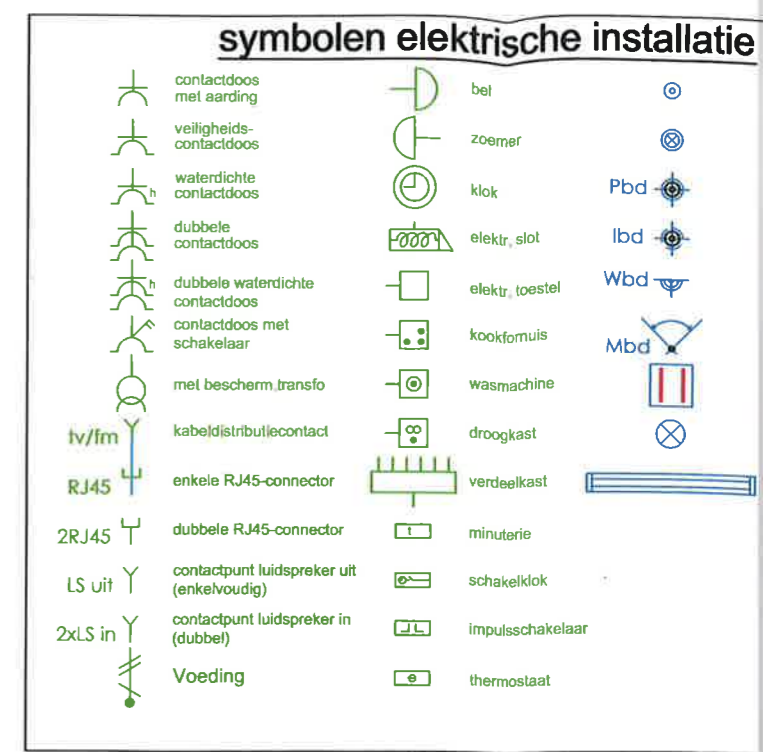 symbolen elektrische installatie
contactdoos
met aarding
veiligheids-
contactdoos
waterdichte
contactdoos
h
dubbele
contactdoos
dubbele waterdichte
contactdoos
h
contactdoos met
schakelaar
met bescherm.transfo
tv/fm
kabeldistributiecontact
RJ45
enkele RJ45-connector
2RJ45
dubbele RJ45-connector
LS uit
contactpunt luidspreker uit
(enkelvoudig)
2xLS in
contactpunt luidspreker in
(dubbel)
Voeding
bel
zoemer
klok
elektr. slot
elektr. toestel
kookfornuis
wasmachine
droogkast
verdeelkast
t
minuterie
schakelklok
impulsschakelaar
thermostaat
Pbd
Ibd
Wbd
Mbd